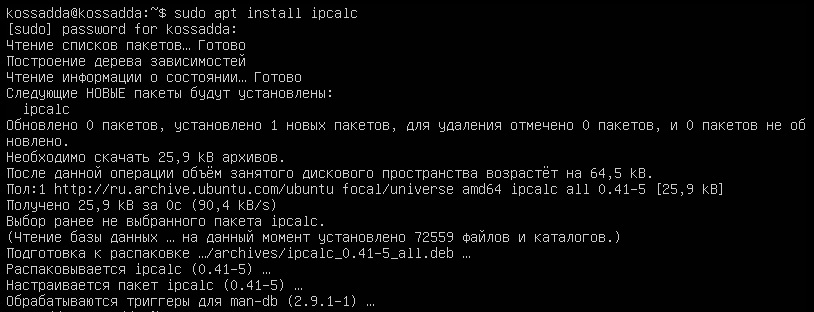 kossadda@kossadda:~$ sudo apt install ipcalc
[sudo] password for kossadda:
Чтение списков пакетов… Готово
Построение дерева зависимостей
Чтение информации о состоянии… Готово
Следующие НОВЫЕ пакеты будут установлены:
  ipcalc
Обновлено 0 пакетов, установлено 1 новых пакетов, для удаления отмечено 0 пакетов, и 0 пакетов не об
новлено.
Необходимо скачать 25,9 kB архивов.
После данной операции объём занятого дискового пространства возрастёт на 64,5 kB.
Пол:1 http://ru.archive.ubuntu.com/ubuntu focal/universe amd64 ipcalc all 0.41-5 [25,9 kB]
Получено 25,9 kB за 0с (90,4 kB/s)
Выбор ранее не выбранного пакета ipcalc.
(Чтение базы данных … на данный момент установлено 72559 файлов и каталогов.)
Подготовка к распаковке …/archives/ipcalc_0.41-5_all.deb …
Распаковывается ipcalc (0.41-5) …
Настраивается пакет ipcalc (0.41-5) …
Обрабатываются триггеры для man-db (2.9.1-1) …